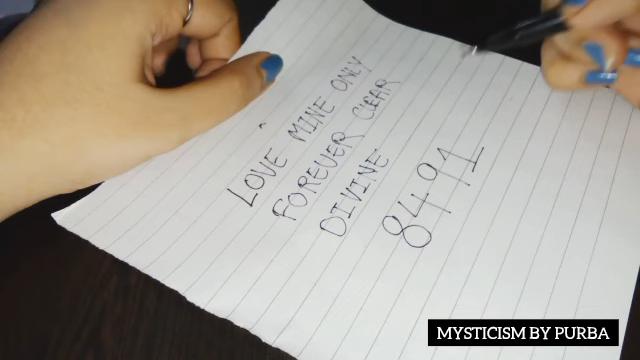 LOVE MINE ONLY
FOREVER CLEAR
DIVINE
8491
MYSTICISM BY PURBA